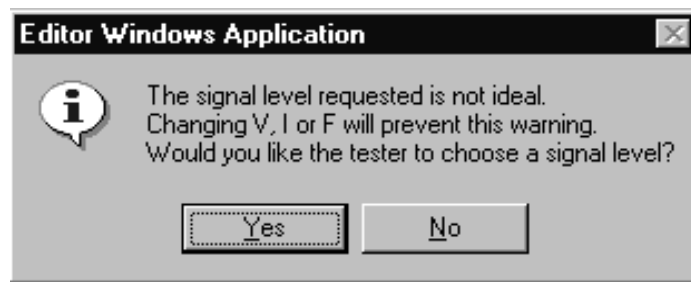 Editor Windows Application
The signal level requested is not ideal.
Changing V, I or F will prevent this warning.
Would you like the tester to choose a signal level?
Yes
No